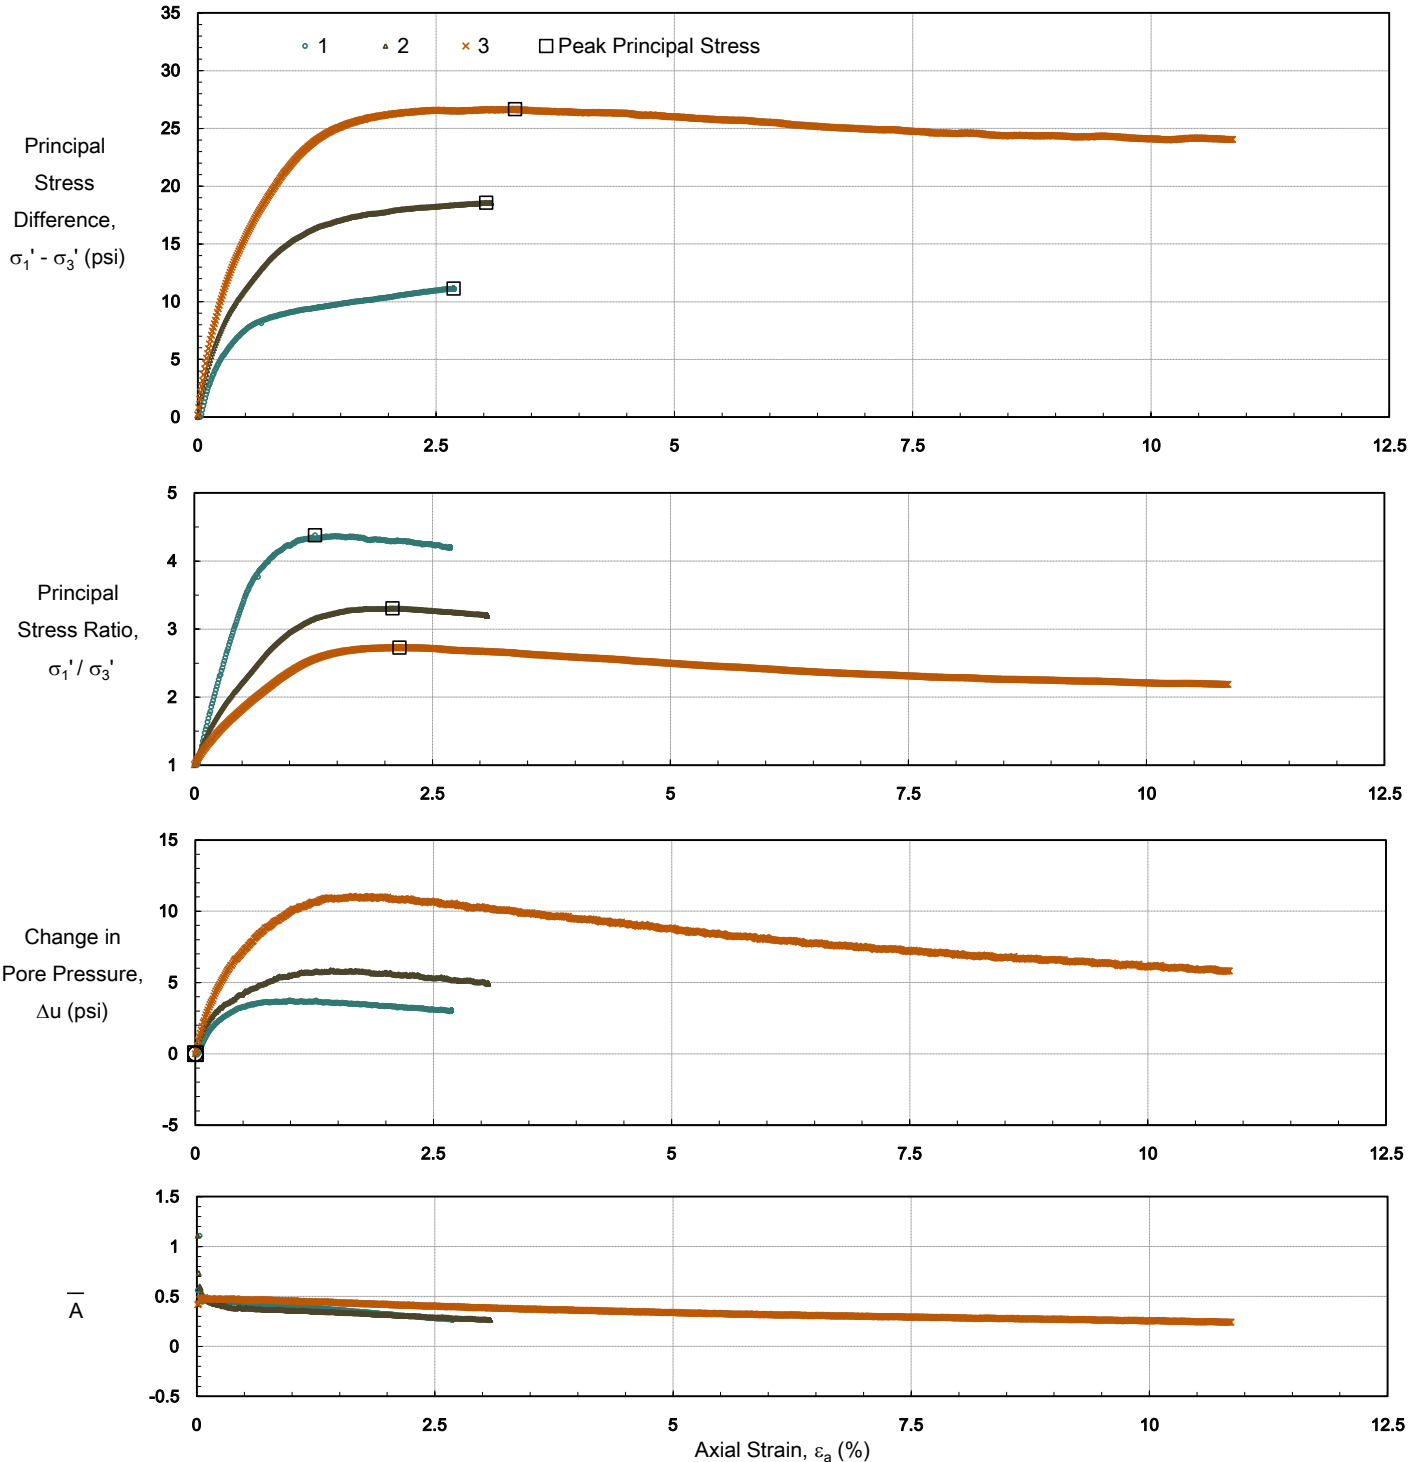 35
1 2 3 Peak Principal Stress
30
25
20
15
10
5
0
Principal
Stress
Difference,
σ₁' - σ₃' (psi)
0 2.5 5 7.5 10 12.5
5
4
3
2
1
Principal
Stress Ratio,
σ₁' / σ₃'
0 2.5 5 7.5 10 12.5
15
10
5
0
-5
Change in
Pore Pressure,
Δu (psi)
0 2.5 5 7.5 10 12.5
1.5
1
0.5
0
-0.5
A̅
0 2.5 5 7.5 10 12.5
Axial Strain, εₐ (%)